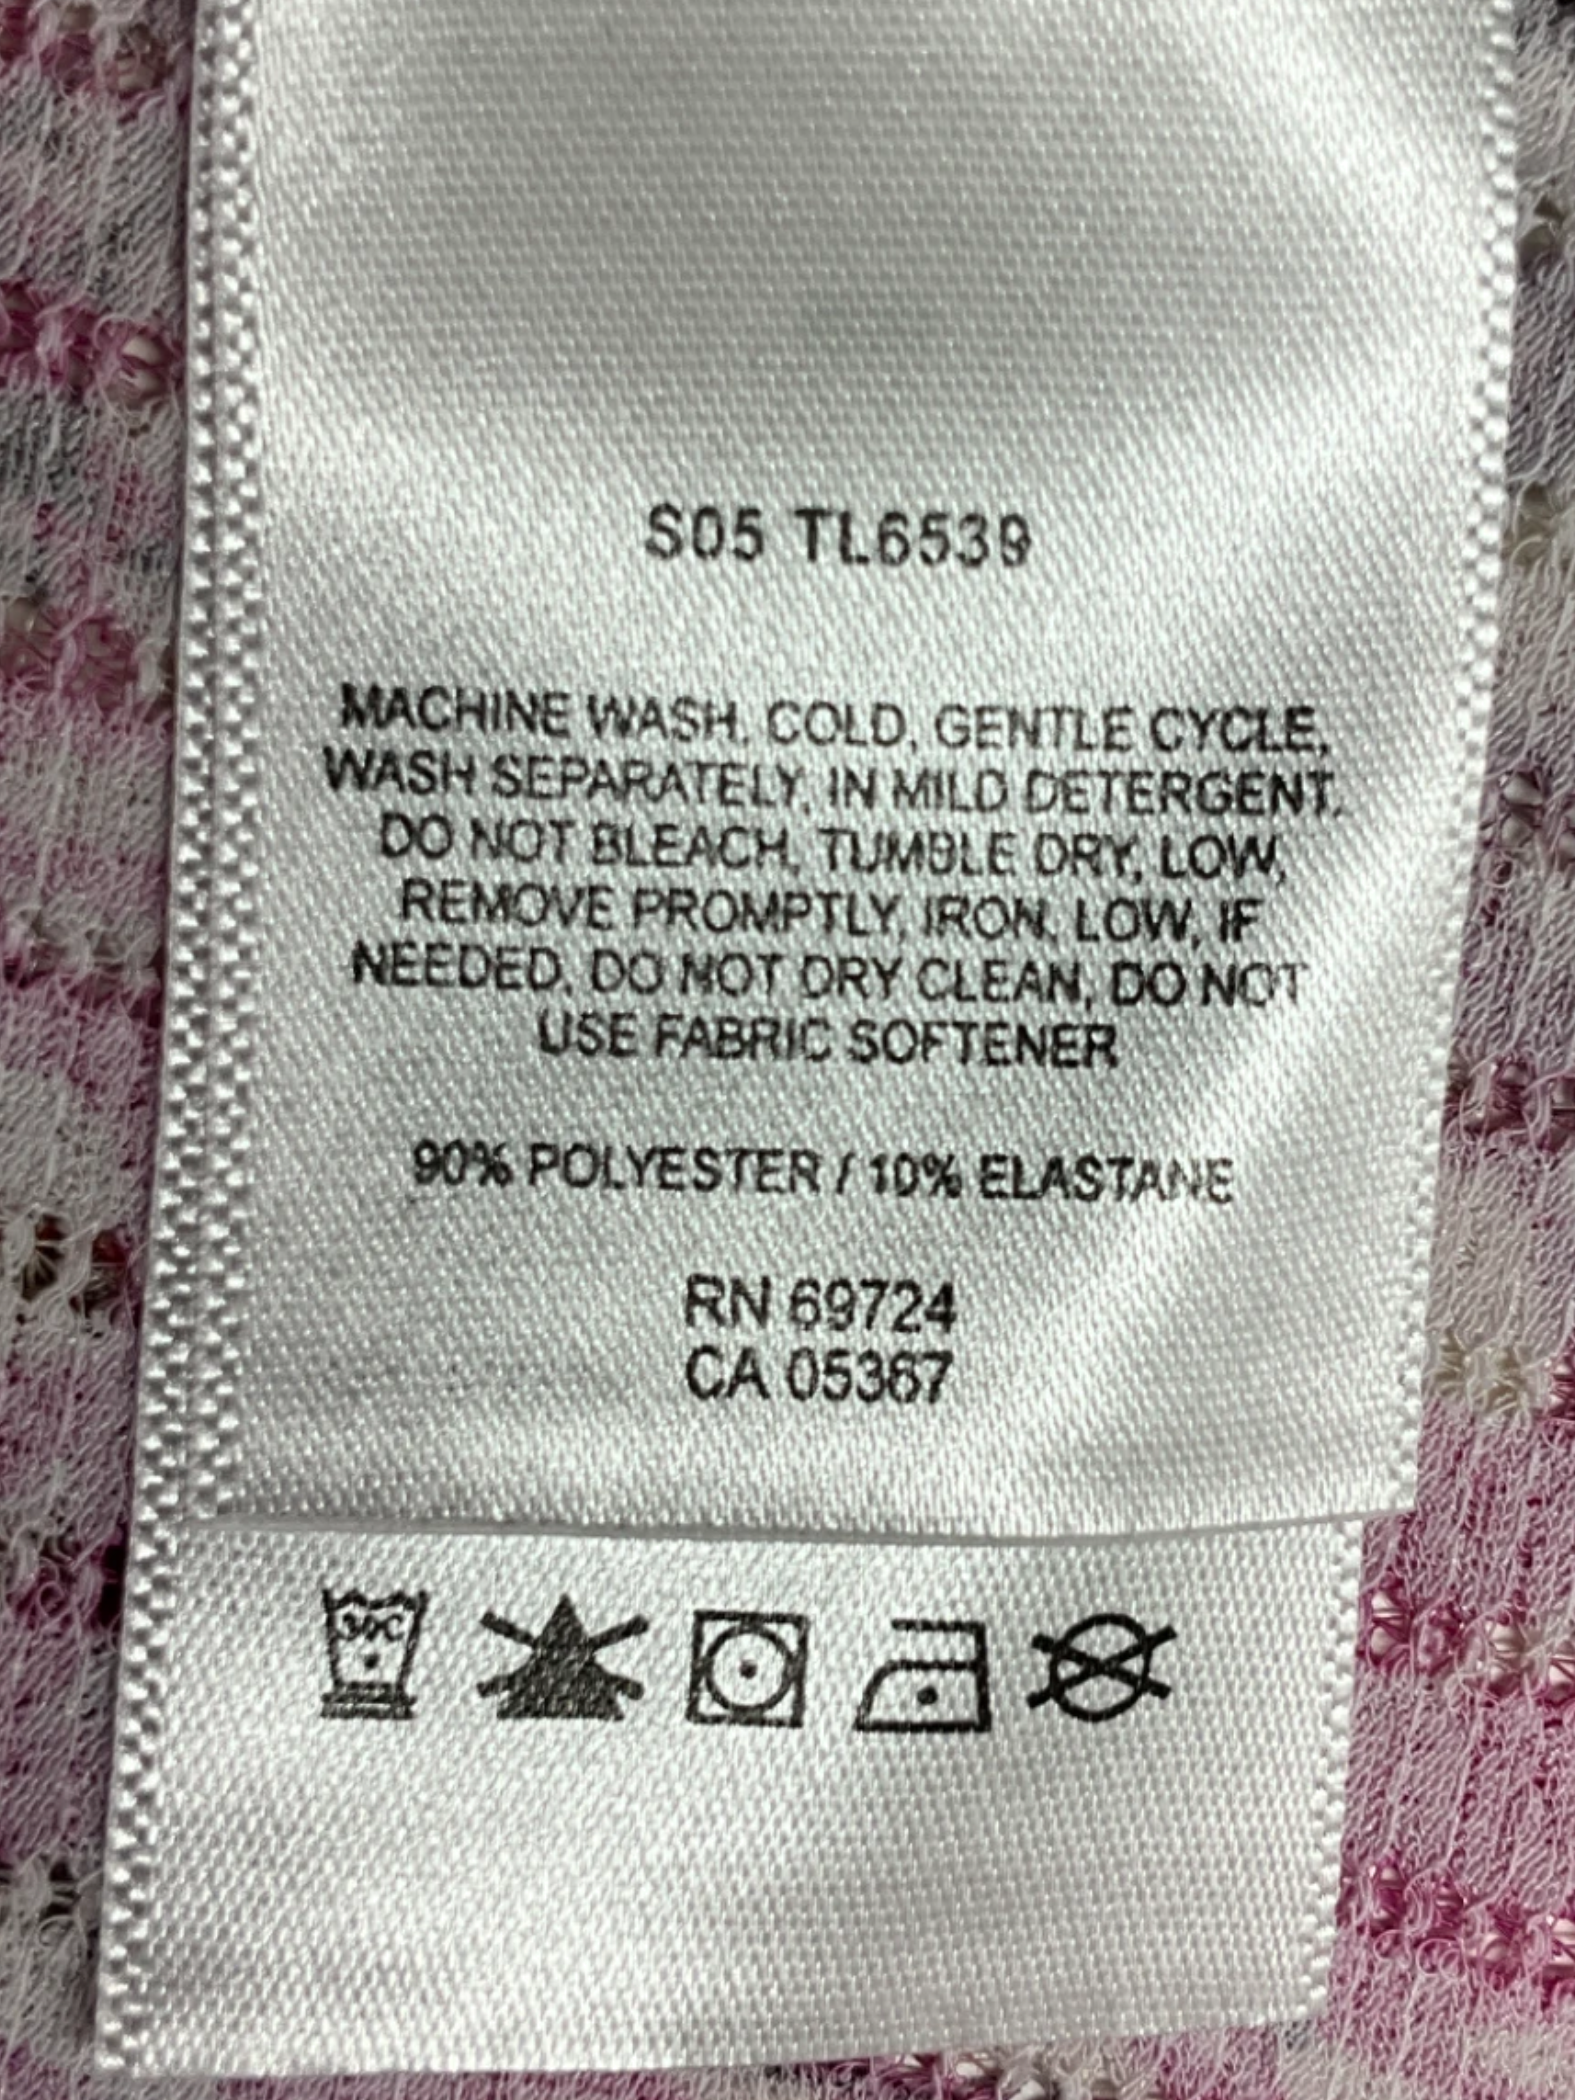 S05 TL6539
MACHINE WASH, COLD, GENTLE CYCLE,
WASH SEPARATELY, IN MILD DETERGENT,
DO NOT BLEACH, TUMBLE DRY, LOW,
REMOVE PROMPTLY, IRON, LOW, IF
NEEDED, DO NOT DRY CLEAN, DO NOT
USE FABRIC SOFTENER
90% POLYESTER / 10% ELASTANE
RN 69724
CA 05367
30C